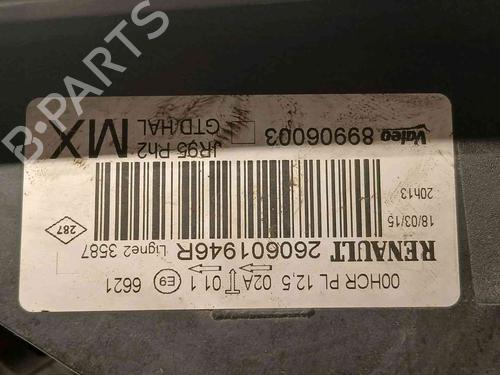 Valeo 89906003
GTD/HAL
JR95 Ph2
MX
20h13
18/03/15
287
RENAULT 260601946R Ligne2 3587
00HCR PL 12,5 02A 01.1 E9 6621
B-PARTS